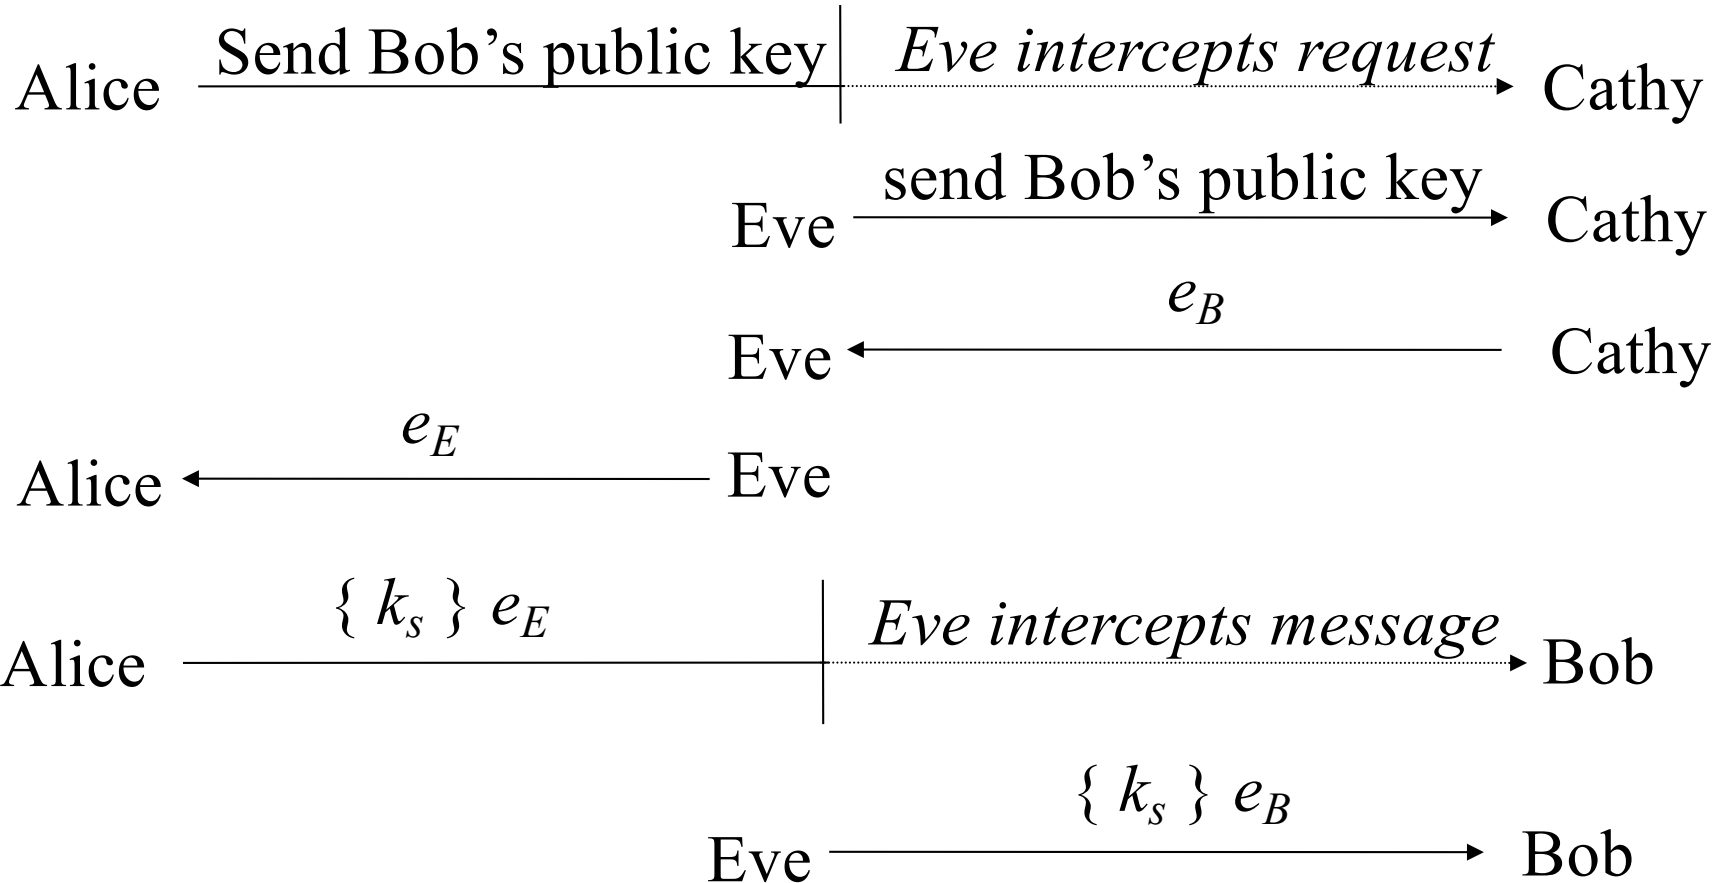 Alice Send Bob’s public key Eve intercepts request Cathy
send Bob’s public key
Eve Cathy
e_B
Eve Cathy
e_E
Alice Eve
{ k_s } e_E Eve intercepts message
Alice Bob
{ k_s } e_B
Eve Bob